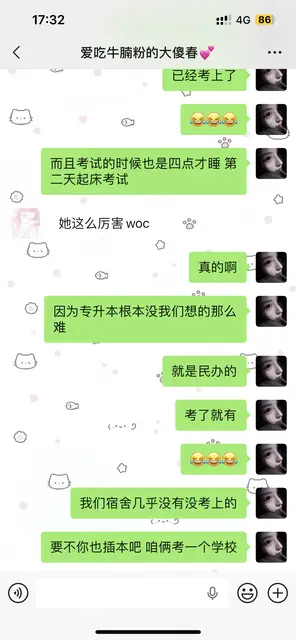 17:32
4G 86
爱吃牛腩粉的大傻春💕
已经考上了
😂😂😂
而且考试的时候也是四点才睡 第
二天起床考试
她这么厉害 woc
真的啊
因为专升本根本没我们想的那么
难
就是民办的
考了就有
😂😂😂
我们宿舍几乎没有没考上的
要不你也插本吧 咱俩考一个学校